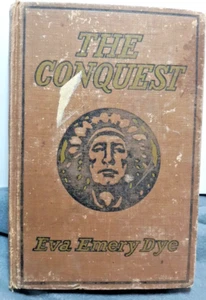 THE
CONQUEST
Eva Emery Dye